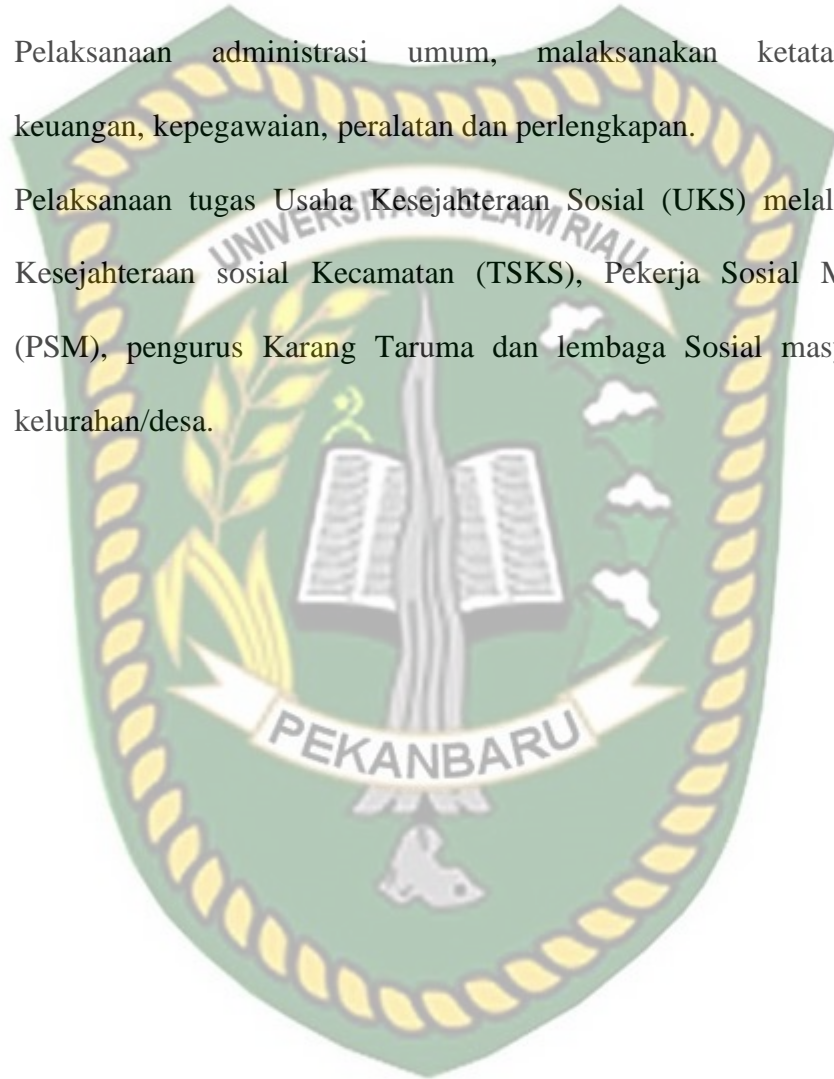 Pelaksanaan administrasi umum, malaksanakan ketata
keuangan, kepegawaian, peralatan dan perlengkapan.
Pelaksanaan tugas Usaha Kesejahteraan Sosial (UKS) melal
UNIVERSITAS ISLAM RIAU
Kesejahteraan sosial Kecamatan (TSKS), Pekerja Sosial M
(PSM), pengurus Karang Taruma dan lembaga Sosial mas
kelurahan/desa.
PEKANBARU